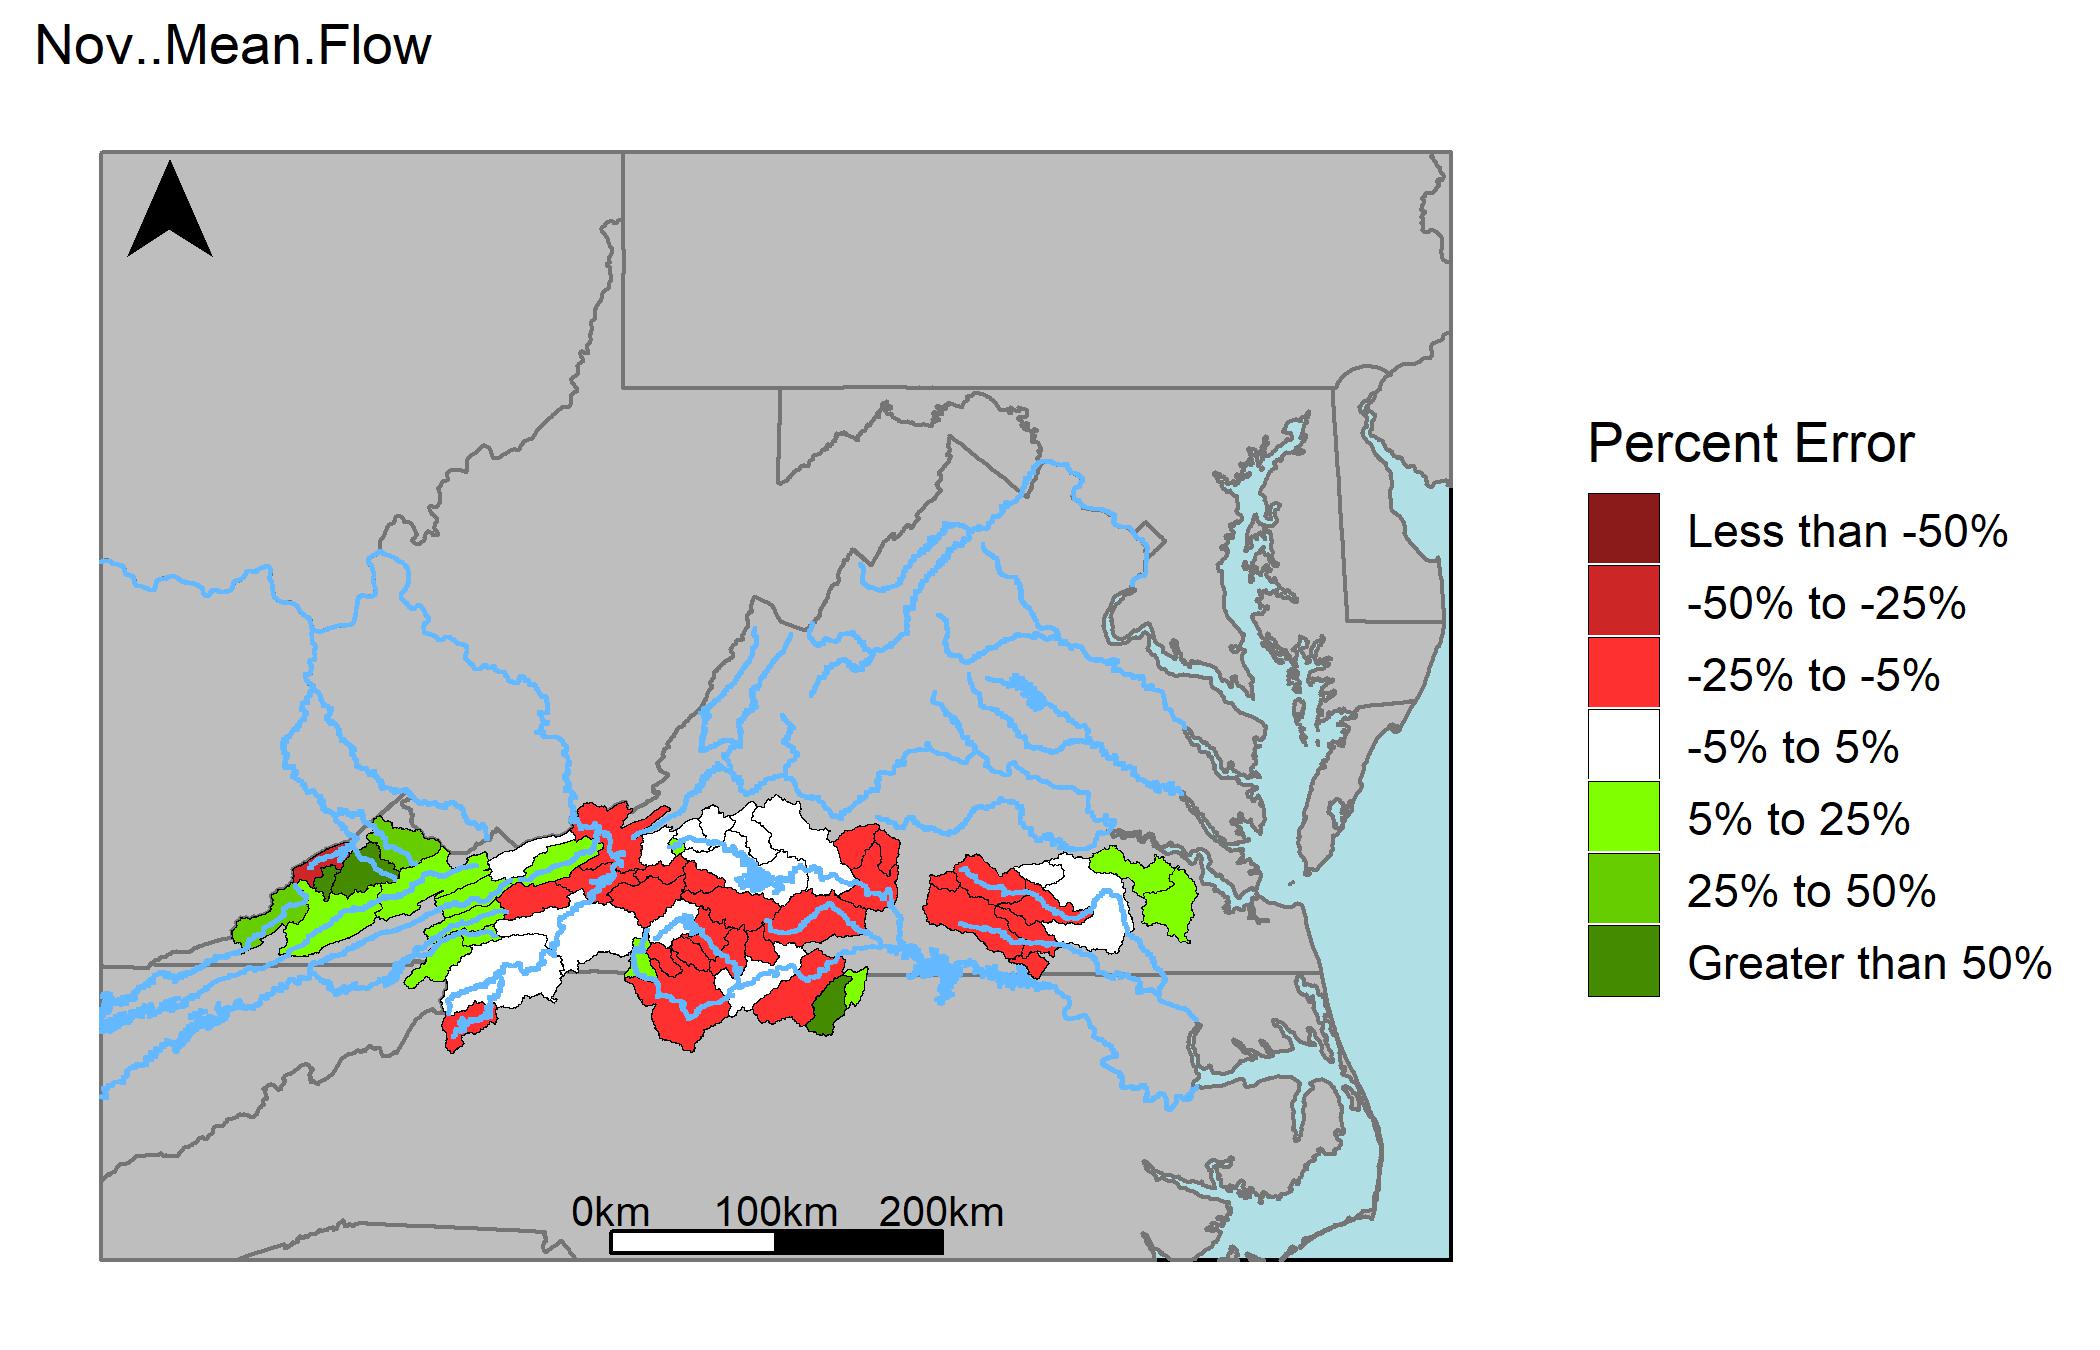 Nov..Mean.Flow
Percent Error
Less than -50%
-50% to -25%
-25% to -5%
-5% to 5%
5% to 25%
25% to 50%
Greater than 50%
0km 100km 200km